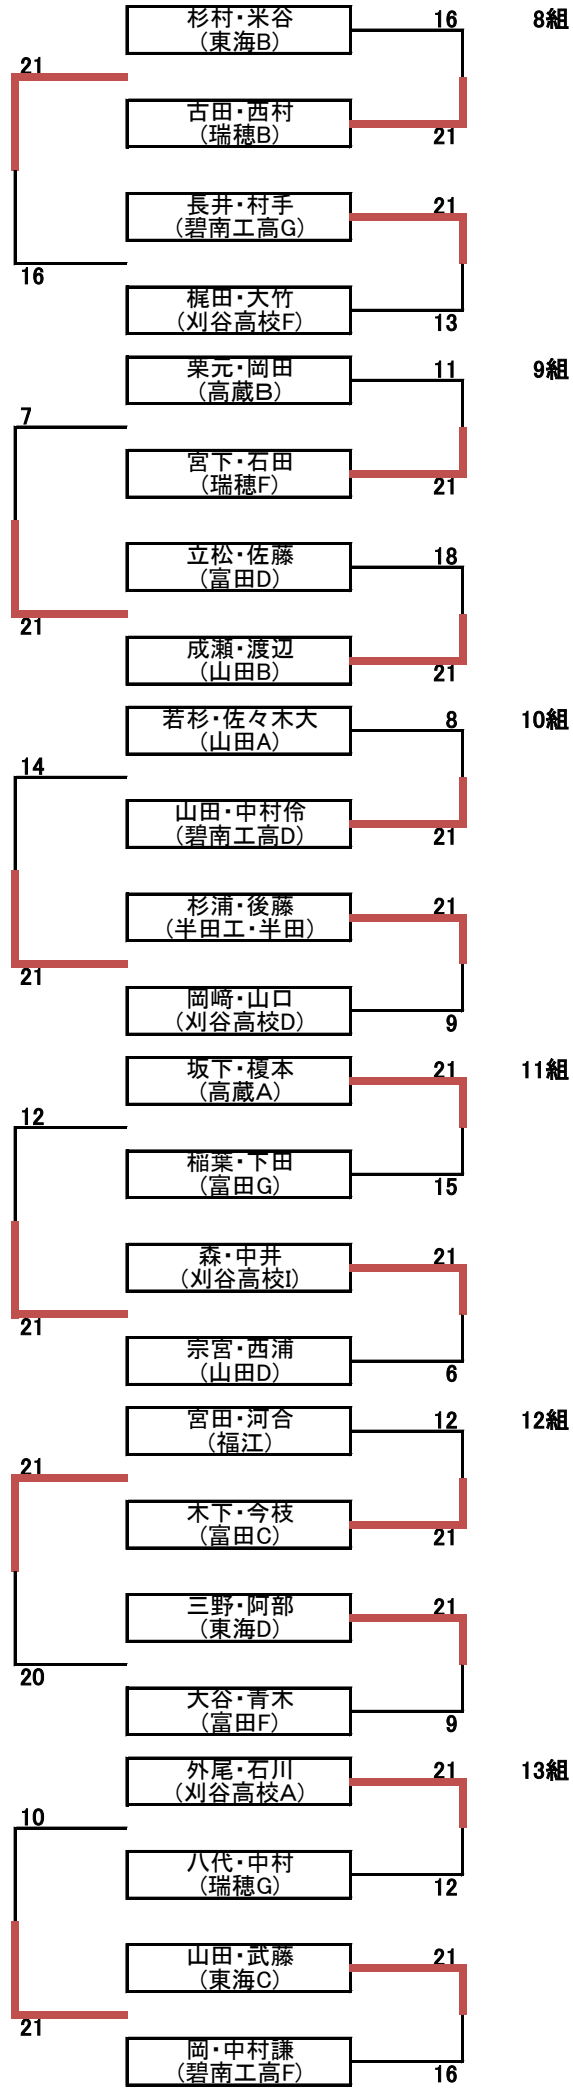 杉村・米谷
(東海B)
16
8組
21
古田・西村
(瑞穂B)
21
長井・村手
(碧南工高G)
21
16
梶田・大竹
(刈谷高校F)
13
栗元・岡田
(高蔵B)
11
9組
7
宮下・石田
(瑞穂F)
21
立松・佐藤
(富田D)
18
21
成瀬・渡辺
(山田B)
21
若杉・佐々木大
(山田A)
8
10組
14
山田・中村伶
(碧南工高D)
21
杉浦・後藤
(半田工・半田)
21
21
岡﨑・山口
(刈谷高校D)
9
坂下・榎本
(高蔵A)
21
11組
12
稲葉・下田
(富田G)
15
森・中井
(刈谷高校I)
21
21
宗宮・西浦
(山田D)
6
宮田・河合
(福江)
12
12組
21
木下・今枝
(富田C)
21
三野・阿部
(東海D)
21
20
大谷・青木
(富田F)
9
外尾・石川
(刈谷高校A)
21
13組
10
八代・中村
(瑞穂G)
12
山田・武藤
(東海C)
21
21
岡・中村謙
(碧南工高F)
16